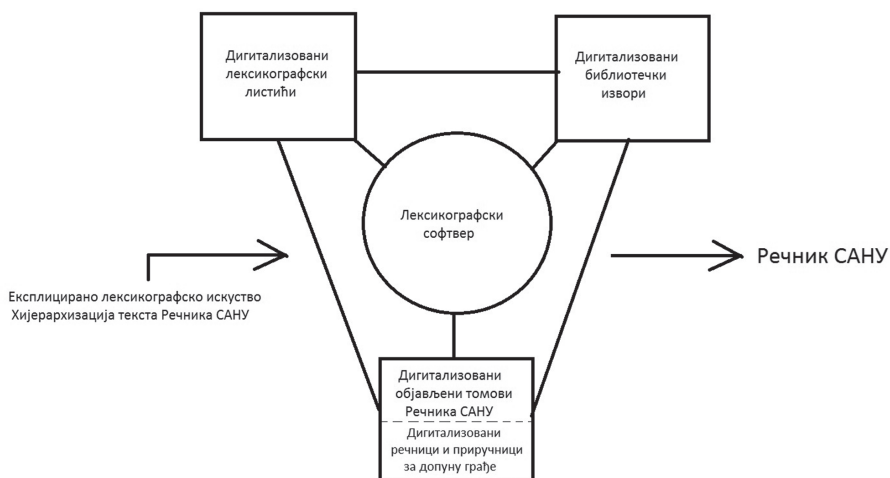 Дигитализовани
лексикографски
листићи
Дигитализовани
библиотечки
извори
Лексикографски
софтвер
Експлицирано лексикографско искуство
Хијерархизација текста Речника САНУ
Речник САНУ
Дигитализовани
објављени томови
Речника САНУ
Дигитализовани
речници и приручници
за допуну грађе